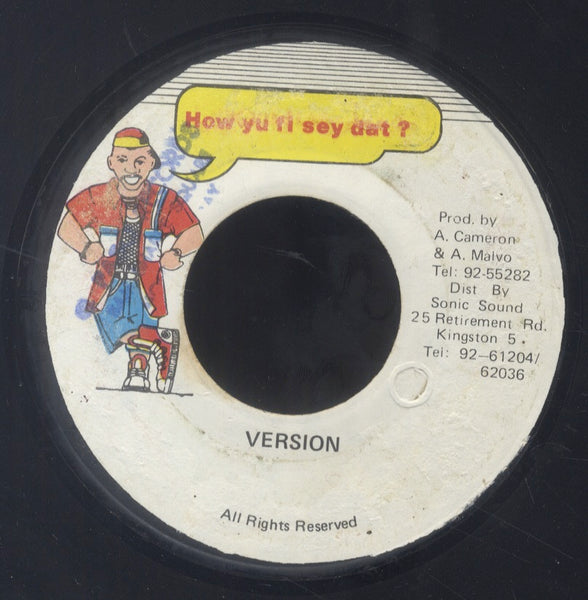 How yu fi sey dat ?
Prod. by
A. Cameron
& A. Malvo
Tel: 92-55282
Dist By
Sonic Sound
25 Retirement Rd.
Kingston 5
Tel: 92-61204/
62036
VERSION
All Rights Reserved